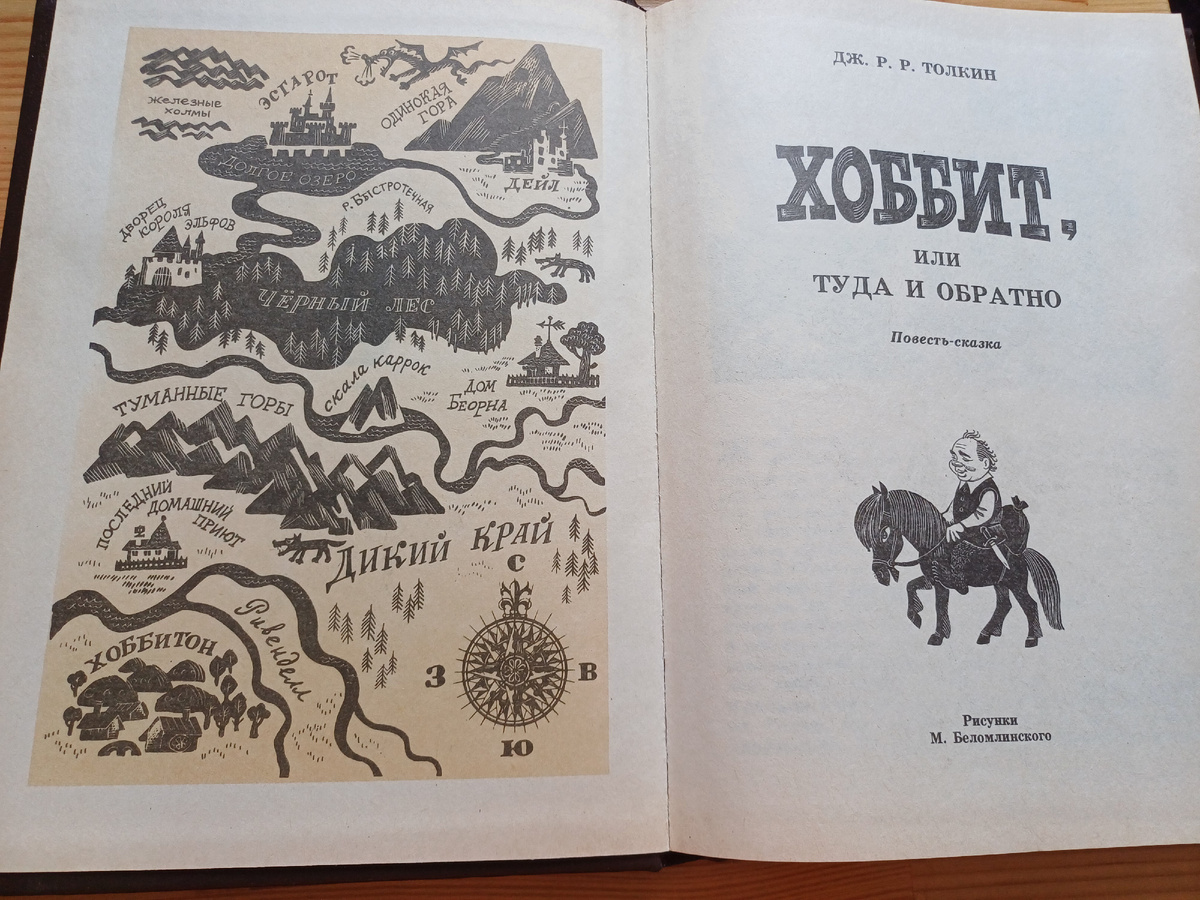 Железные
холмы
ЭСГАРОТ
ОДИНОКАЯ
ГОРА
ДОЛГОЕ ОЗЕРО
ДЕЙЛ
Р. БЫСТРОТЕЧНАЯ
ДВОРЕЦ
КОРОЛЯ
ЭЛЬФОВ
ЧЁРНЫЙ ЛЕС
СКАЛА КАРРОК
ДОМ
БЕОРНА
ТУМАННЫЕ ГОРЫ
ПОСЛЕДНИЙ
ДОМАШНИЙ
ПРИЮТ
ДИКИЙ КРАЙ
Ривенделл
ХОББИТОН
С
З
В
Ю
ДЖ. Р. Р. ТОЛКИН
ХОББИТ,
ИЛИ
ТУДА И ОБРАТНО
Повесть-сказка
Рисунки
М. Беломлинского